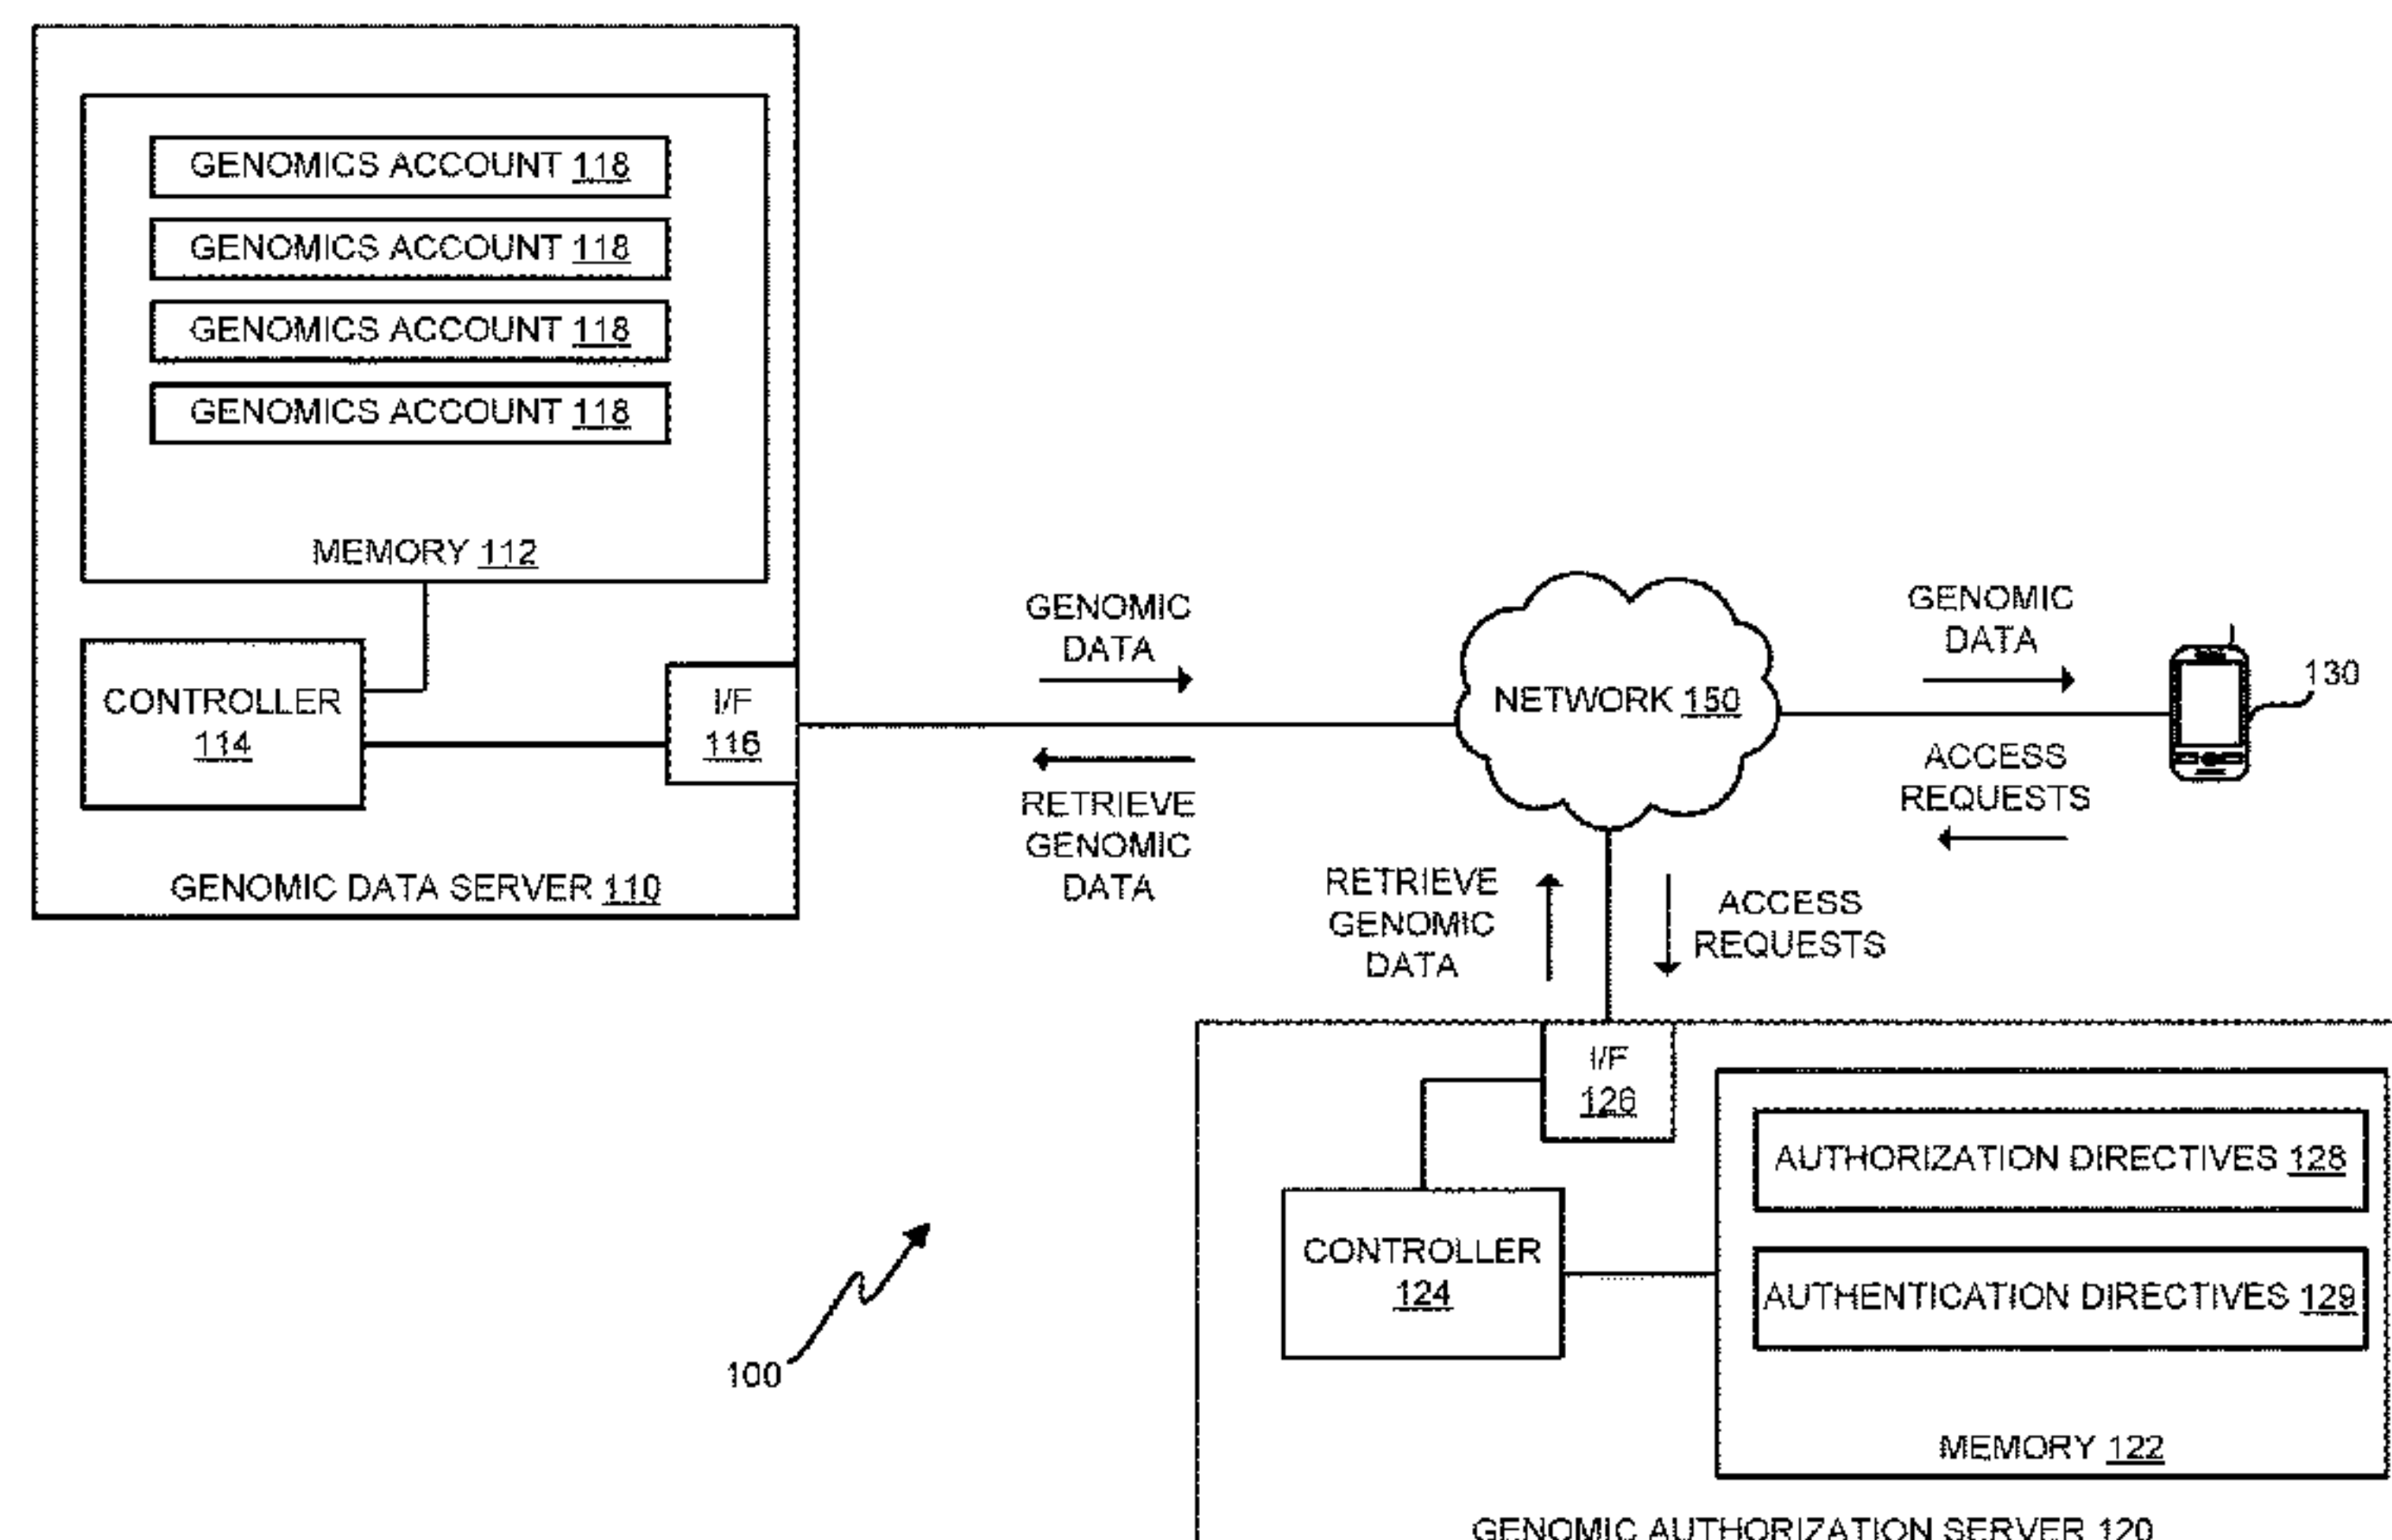 GENOMICS ACCOUNT 118
GENOMICS ACCOUNT 118
GENOMICS ACCOUNT 118
GENOMICS ACCOUNT 118
MEMORY 112
CONTROLLER
114
I/F
116
GENOMIC DATA SERVER 110
GENOMIC
DATA
RETRIEVE
GENOMIC
DATA
NETWORK 150
GENOMIC
DATA
130
ACCESS
REQUESTS
RETRIEVE
GENOMIC
DATA
ACCESS
REQUESTS
I/F
126
CONTROLLER
124
AUTHORIZATION DIRECTIVES 128
AUTHENTICATION DIRECTIVES 129
MEMORY 122
GENOMIC AUTHORIZATION SERVER 120
100